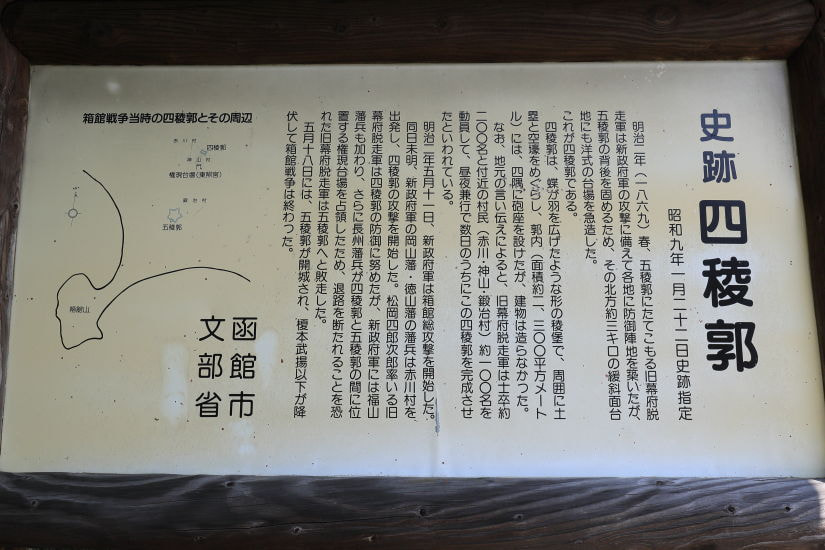 史跡 四稜郭
昭和九年一月二十二日史跡指定
明治二年(一八六九)春、五稜郭にたてこもる旧幕府脱
走軍は新政府軍の攻撃に備えて各地に防御陣地を築いたが、
五稜郭の背後を固めるため、その北方約三キロの緩斜面台
地にも洋式の台場を急造した。
これが四稜郭である。
四稜郭は、蝶が羽を広げたような形の稜堡で、周囲に土
塁と空壕をめぐらし、郭内(面積約二、三〇〇平方メート
ル)には、四隅に砲座を設けたが、建物は造らなかった。
なお、地元の言い伝えによると、旧幕府脱走軍は士卒約
二〇〇名と付近の村民(赤川・神山・鍛治村)約一〇〇名を
動員して、昼夜兼行で数日のうちにこの四稜郭を完成させ
たといわれている。
明治二年五月十一日、新政府軍は箱館総攻撃を開始した。
同日未明、新政府軍の岡山藩・徳山藩の藩兵は赤川村を
出発し、四稜郭の攻撃を開始した。松岡四郎次郎率いる旧
幕府脱走軍は四稜郭の防御に努めたが、新政府軍には福山
藩兵も加わり、さらに長州藩兵が四稜郭と五稜郭の間に位
置する権現台場を占領したため、退路を断たれることを恐
れた旧幕府脱走軍は五稜郭へと敗走した。
五月十八日には、五稜郭が開城され、榎本武揚以下が降
伏して箱館戦争は終わつた。
箱館戦争当時の四稜郭とその周辺
赤川村
四稜郭
神山村
権現台場(東照宮)
鍛治村
五稜郭
箱館山
函館市
文部省